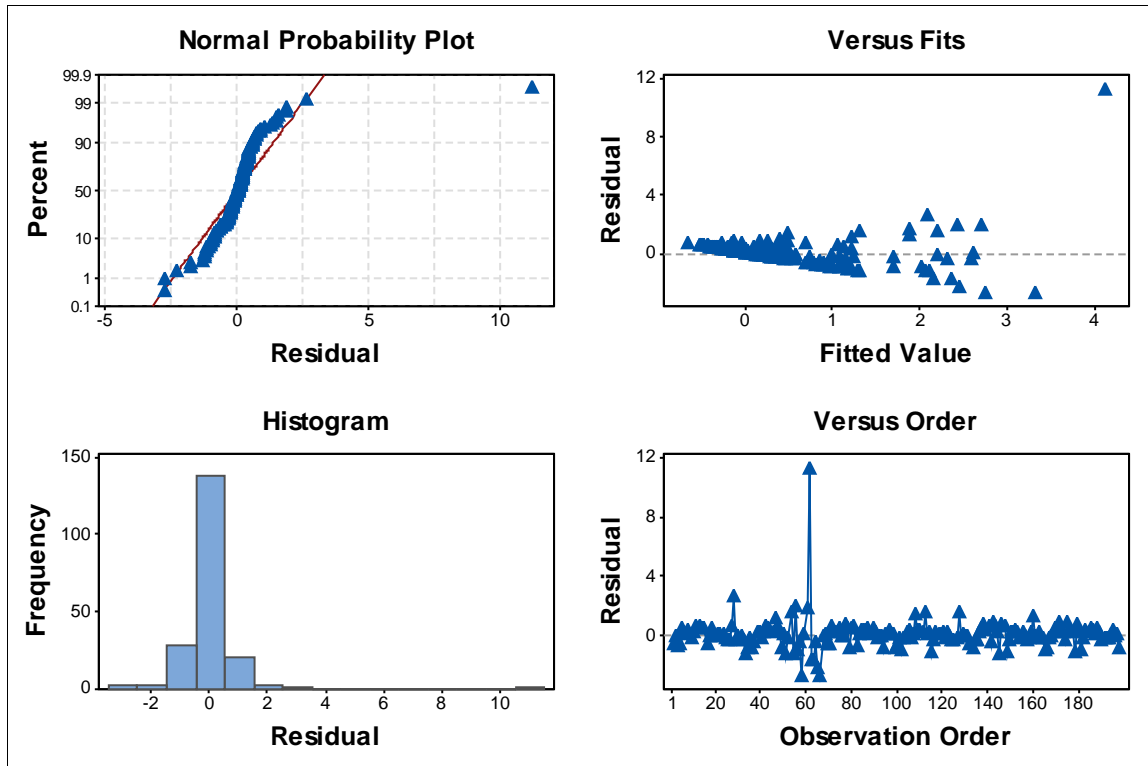 Normal Probability Plot
99.9
99
90
50
10
1
0.1
Percent
-5 0 5 10
Residual
Versus Fits
12
8
4
0
Residual
0 1 2 3 4
Fitted Value
Histogram
150
100
50
0
Frequency
-2 0 2 4 6 8 10
Residual
Versus Order
12
8
4
0
Residual
1 20 40 60 80 100 120 140 160 180
Observation Order